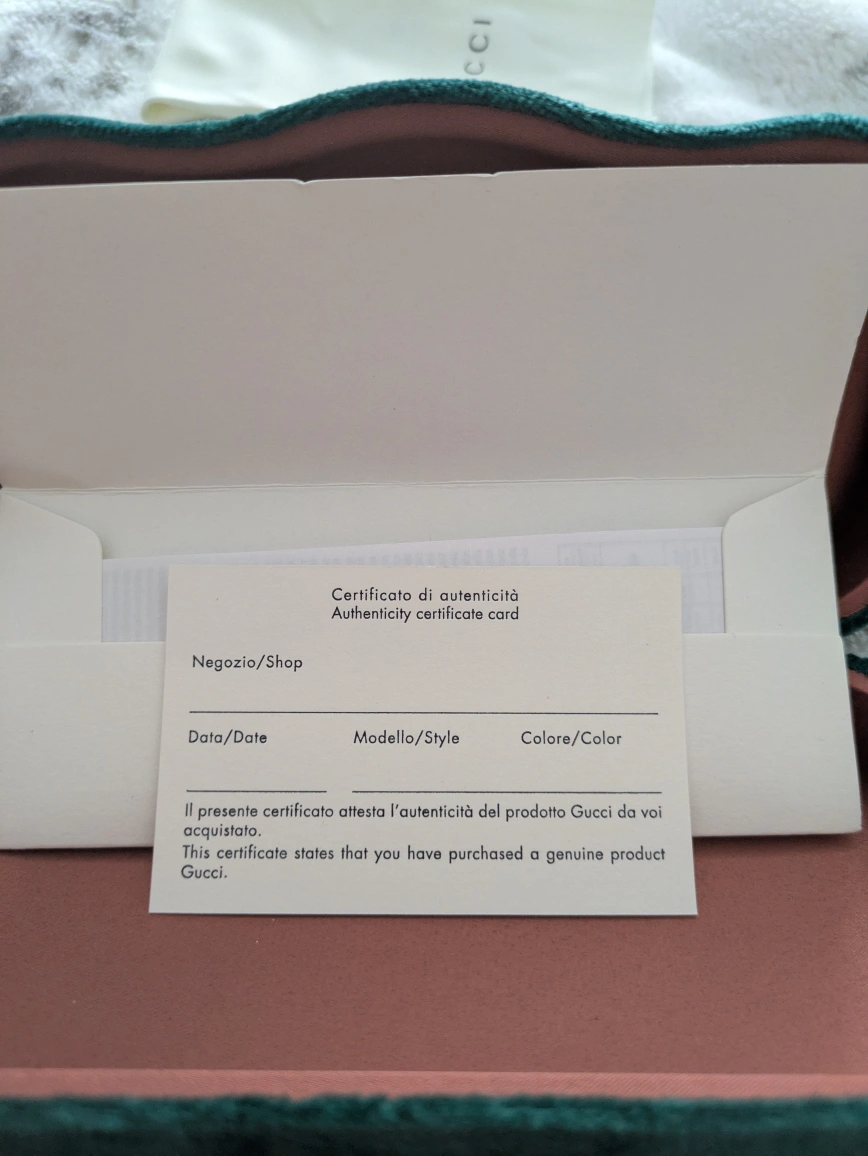 CCI
Certificato di autenticità
Authenticity certificate card
Negozio/Shop
Data/Date Modello/Style Colore/Color
Il presente certificato attesta l'autenticità del prodotto Gucci da voi
acquistato.
This certificate states that you have purchased a genuine product
Gucci.